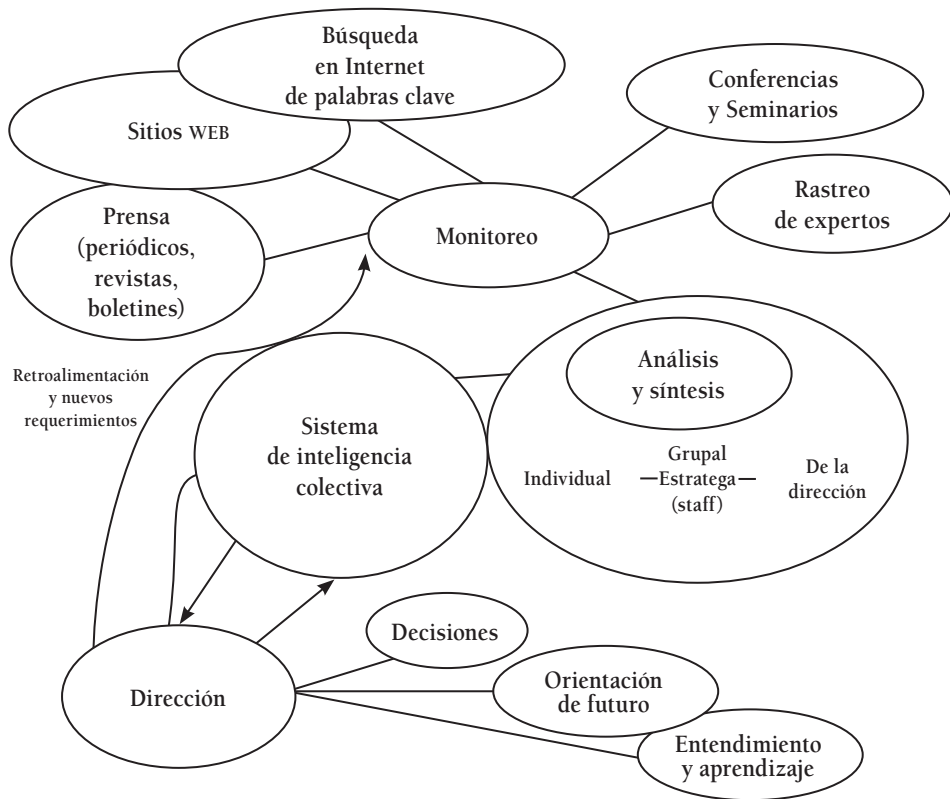 Búsqueda
en Internet
de palabras clave
Conferencias
y Seminarios
Sitios WEB
Rastreo
de expertos
Prensa
(periódicos,
revistas,
boletines)
Monitoreo
Retroalimentación
y nuevos
requerimientos
Análisis
y síntesis
Sistema
de inteligencia
colectiva
Individual
Grupal
—Estratega—
(staff)
De la
dirección
Decisiones
Dirección
Orientación
de futuro
Entendimiento
y aprendizaje